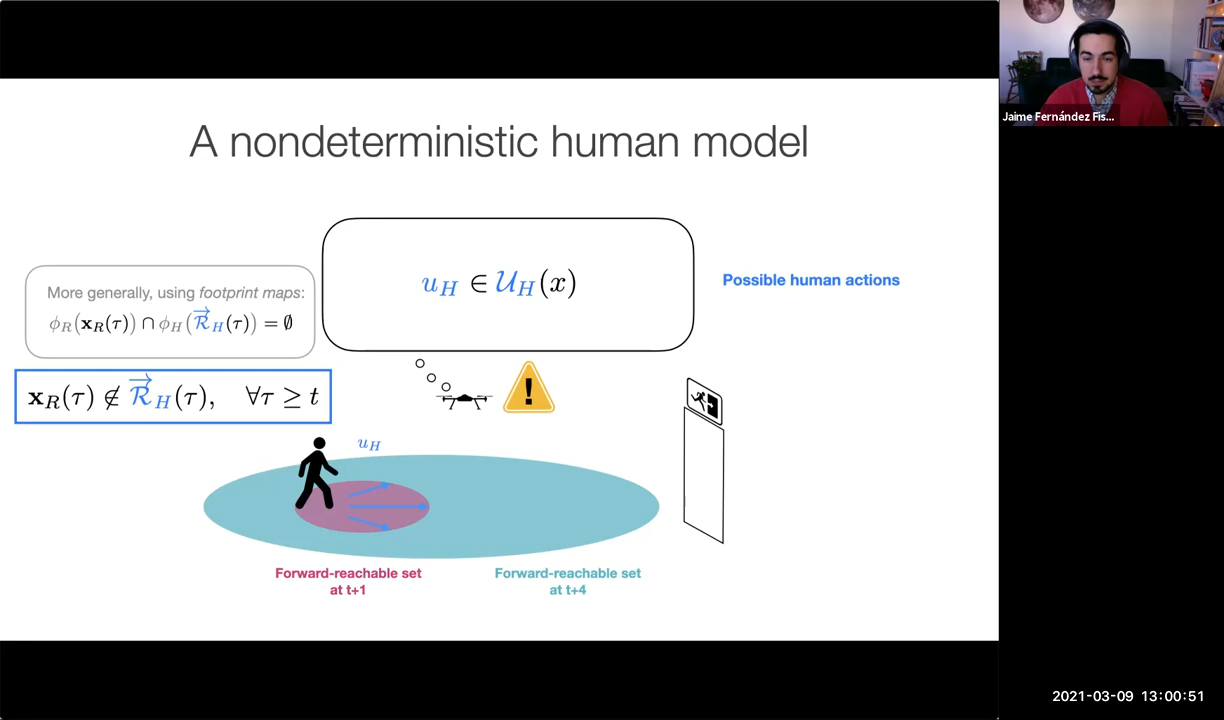 A nondeterministic human model
More generally, using footprint maps:
ϕ_R(𝐱_R(τ)) ∩ ϕ_H(\overrightarrow{ℛ}_H(τ)) = ∅
u_H ∈ 𝒰_H(x)
Possible human actions
𝐱_R(τ) ∉ \overrightarrow{ℛ}_H(τ), ∀τ ≥ t
!
u_H
Forward-reachable set
at t+1
Forward-reachable set
at t+4
Jaime Fernández Fis...
2021-03-09 13:00:51